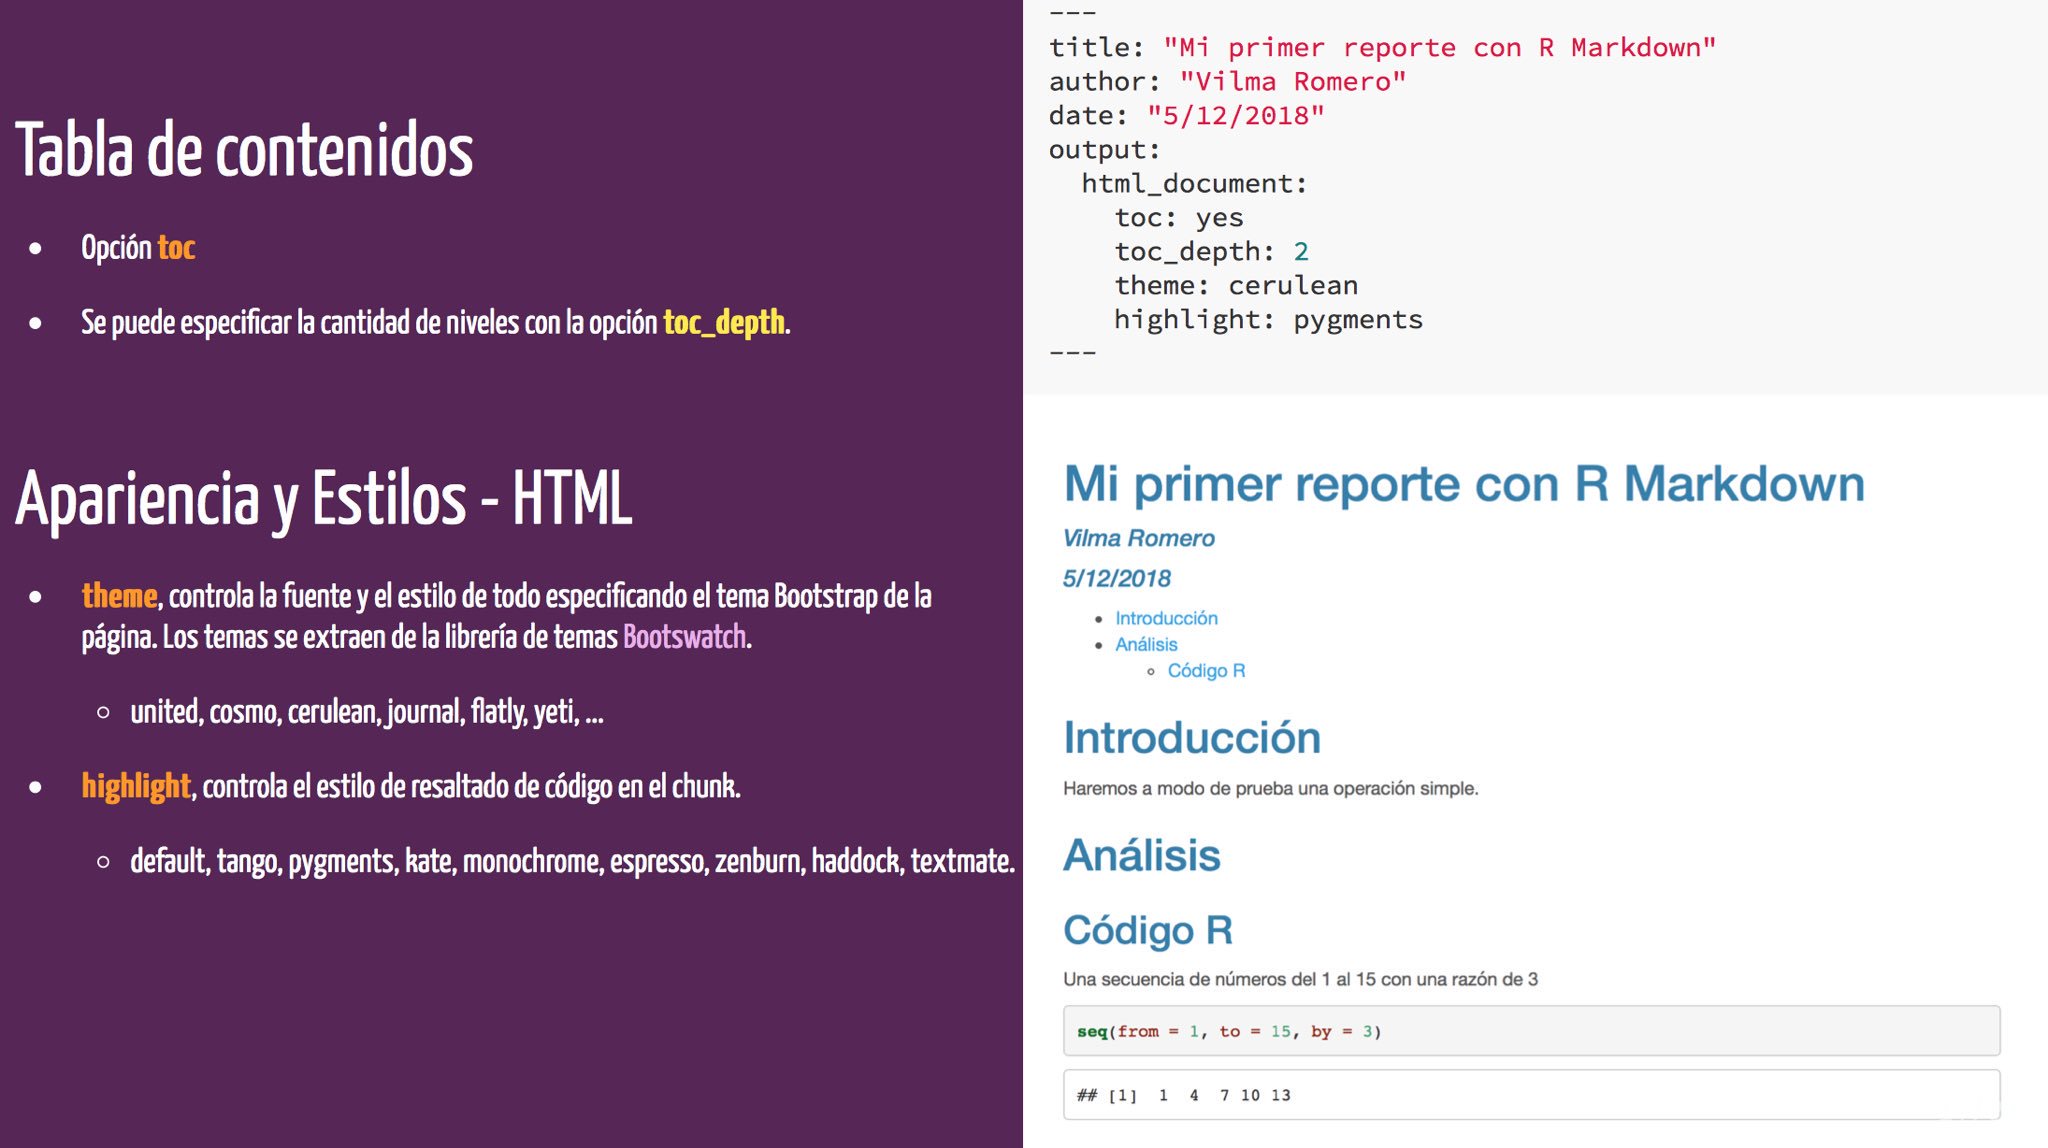 Tabla de contenidos
• Opción toc
• Se puede especificar la cantidad de niveles con la opción toc_depth.
Apariencia y Estilos - HTML
• theme, controla la fuente y el estilo de todo especificando el tema Bootstrap de la
página. Los temas se extraen de la librería de temas Bootswatch.
○ united, cosmo, cerulean, journal, flatly, yeti, ...
• highlight, controla el estilo de resaltado de código en el chunk.
○ default, tango, pygments, kate, monochrome, espresso, zenburn, haddock, textmate.
---
title: "Mi primer reporte con R Markdown"
author: "Vilma Romero"
date: "5/12/2018"
output:
  html_document:
    toc: yes
    toc_depth: 2
    theme: cerulean
    highlight: pygments
---
Mi primer reporte con R Markdown
Vilma Romero
5/12/2018
• Introducción
• Análisis
○ Código R
Introducción
Haremos a modo de prueba una operación simple.
Análisis
Código R
Una secuencia de números del 1 al 15 con una razón de 3
seq(from = 1, to = 15, by = 3)
## [1]  1  4  7 10 13